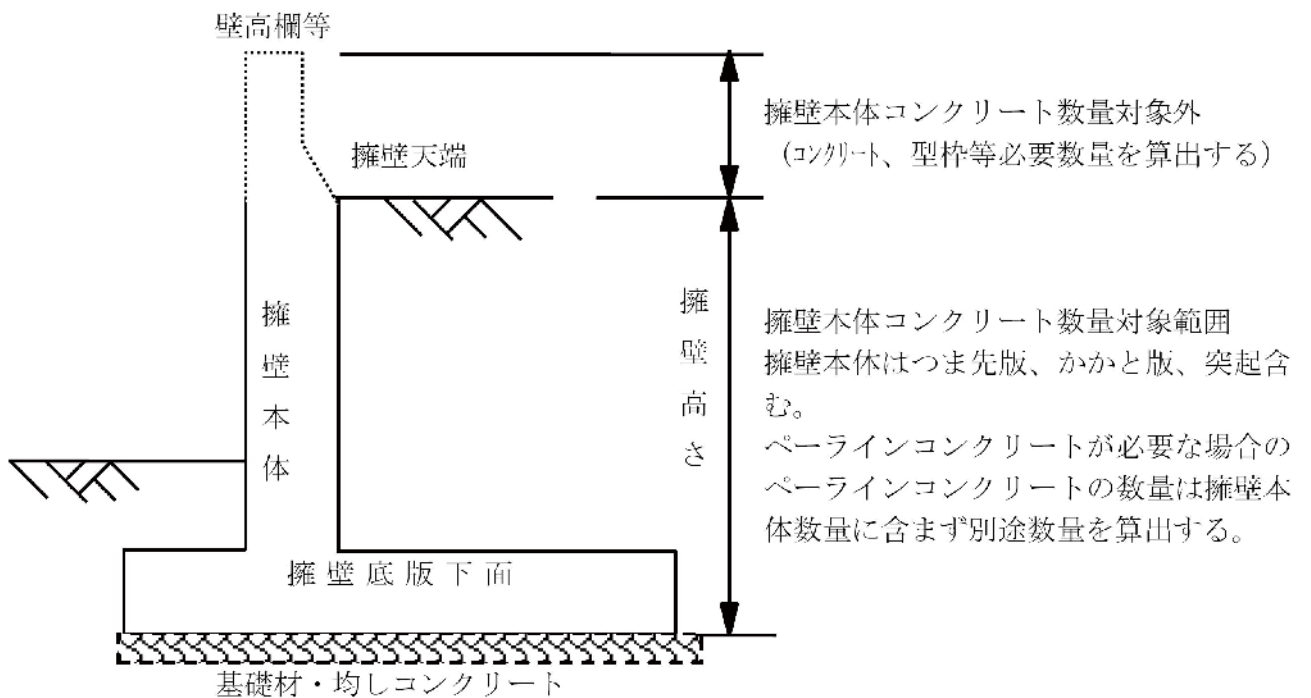 壁高欄等
擁壁天端
擁壁本体コンクリート数量対象外
（ｺﾝｸﾘｰﾄ、型枠等必要数量を算出する）
擁壁本体
擁壁高さ
擁壁本体コンクリート数量対象範囲
擁壁本体はつま先版、かかと版、突起含
む。
ペーラインコンクリートが必要な場合の
ペーラインコンクリートの数量は擁壁本
体数量に含まず別途数量を算出する。
擁壁底版下面
基礎材・均しコンクリート